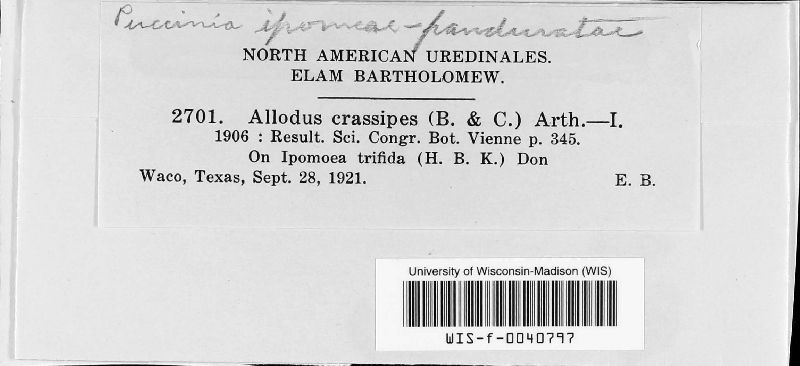 Puccinia ipomeae-panduratae
NORTH AMERICAN UREDINALES.
ELAM BARTHOLOMEW.
2701. Allodus crassipes (B. & C.) Arth.—I.
1906 : Result. Sci. Congr. Bot. Vienne p. 345.
On Ipomoea trifida (H. B. K.) Don
Waco, Texas, Sept. 28, 1921. E. B.
University of Wisconsin-Madison (WIS)
WIS-f-0040797